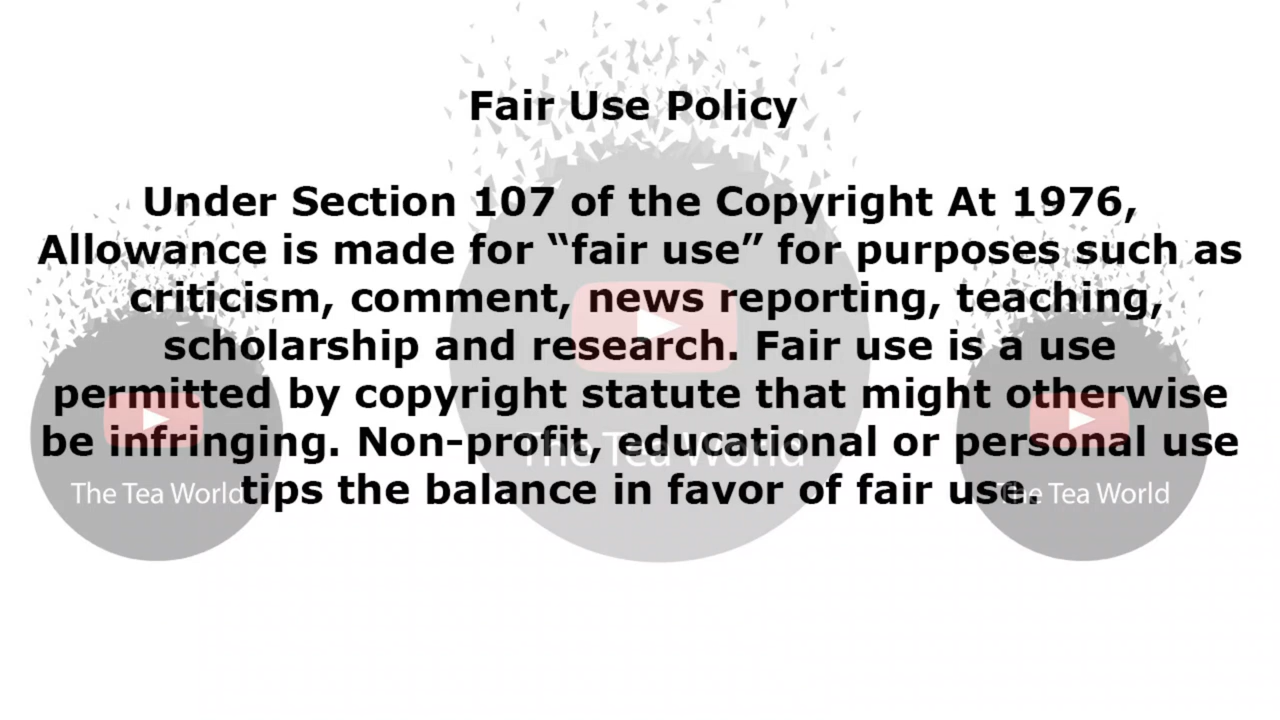 Fair Use Policy
Under Section 107 of the Copyright At 1976,
Allowance is made for “fair use” for purposes such as
criticism, comment, news reporting, teaching,
scholarship and research. Fair use is a use
permitted by copyright statute that might otherwise
be infringing. Non-profit, educational or personal use
tips the balance in favor of fair use.
The Tea World
The Tea World
The Tea World